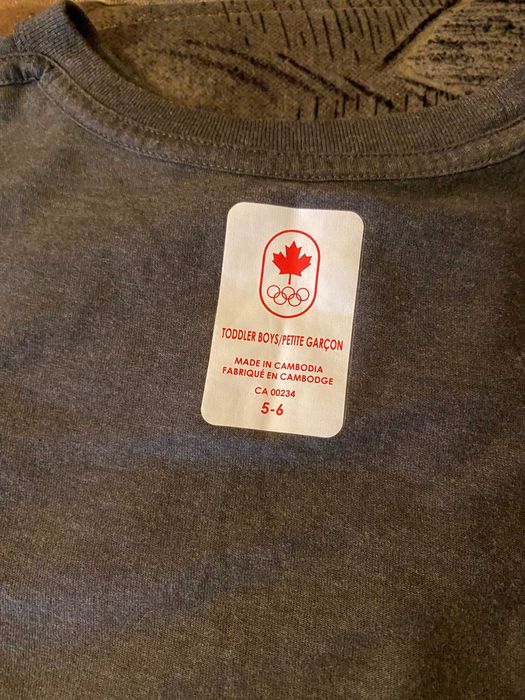 TODDLER BOYS/PETITE GARÇON
MADE IN CAMBODIA
FABRIQUÉ EN CAMBODGE
CA 00234
5-6